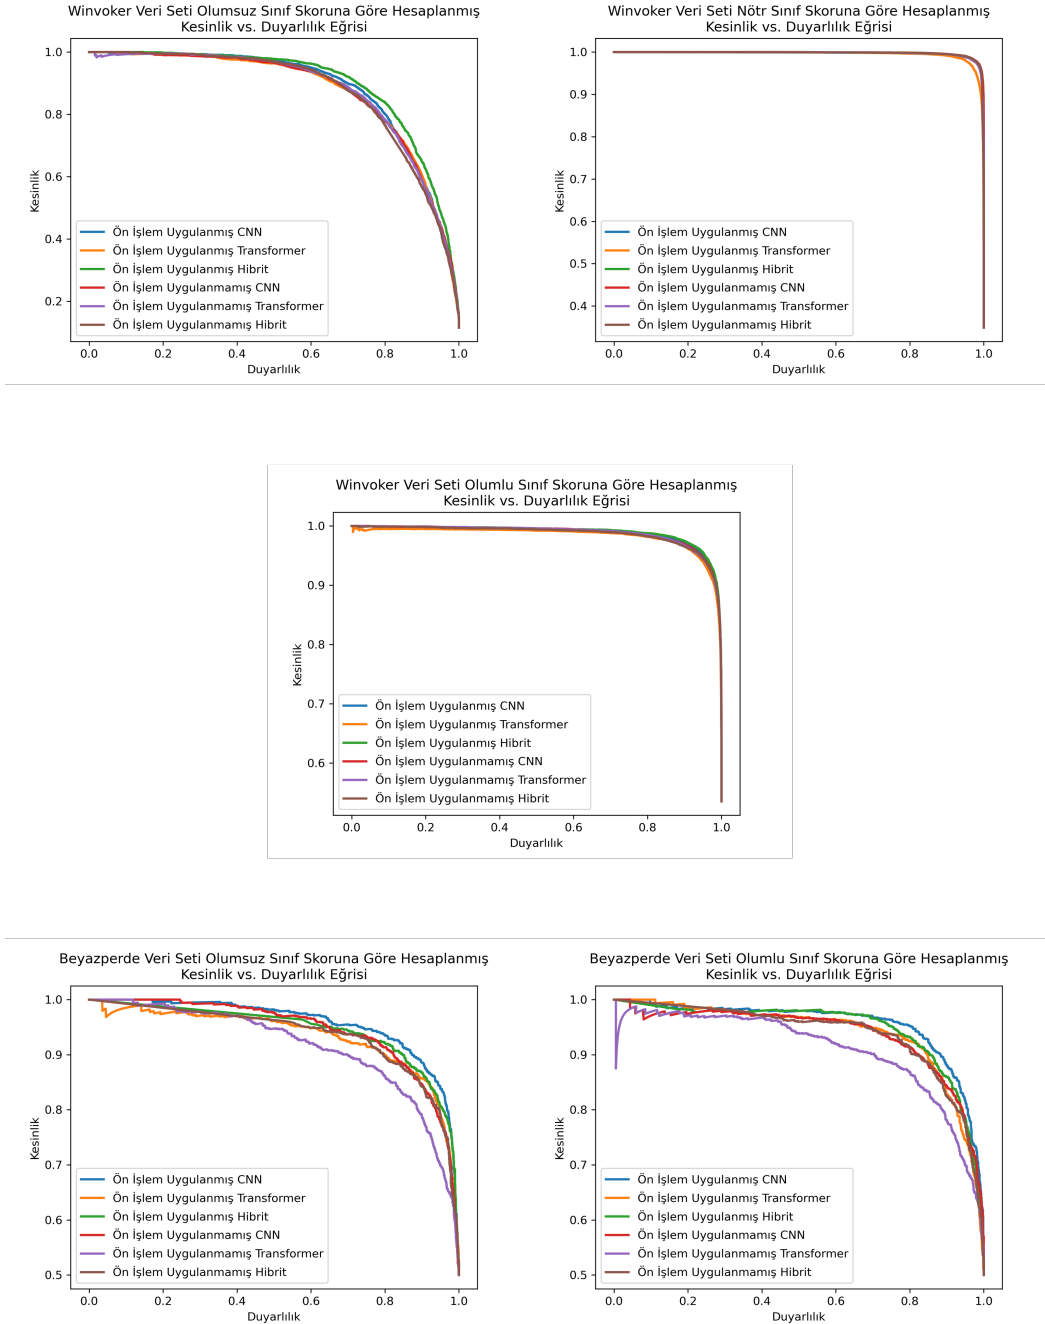 Winvoker Veri Seti Olumsuz Sınıf Skoruna Göre Hesaplanmış
Kesinlik vs. Duyarlılık Eğrisi
1.0
0.8
0.6
0.4
0.2
Kesinlik
Ön İşlem Uygulanmış CNN
Ön İşlem Uygulanmış Transformer
Ön İşlem Uygulanmış Hibrit
Ön İşlem Uygulanmamış CNN
Ön İşlem Uygulanmamış Transformer
Ön İşlem Uygulanmamış Hibrit
0.0 0.2 0.4 0.6 0.8 1.0
Duyarlılık
Winvoker Veri Seti Nötr Sınıf Skoruna Göre Hesaplanmış
Kesinlik vs. Duyarlılık Eğrisi
1.0
0.9
0.8
0.7
0.6
0.5
0.4
Kesinlik
Ön İşlem Uygulanmış CNN
Ön İşlem Uygulanmış Transformer
Ön İşlem Uygulanmış Hibrit
Ön İşlem Uygulanmamış CNN
Ön İşlem Uygulanmamış Transformer
Ön İşlem Uygulanmamış Hibrit
0.0 0.2 0.4 0.6 0.8 1.0
Duyarlılık
Winvoker Veri Seti Olumlu Sınıf Skoruna Göre Hesaplanmış
Kesinlik vs. Duyarlılık Eğrisi
1.0
0.9
0.8
0.7
0.6
Kesinlik
Ön İşlem Uygulanmış CNN
Ön İşlem Uygulanmış Transformer
Ön İşlem Uygulanmış Hibrit
Ön İşlem Uygulanmamış CNN
Ön İşlem Uygulanmamış Transformer
Ön İşlem Uygulanmamış Hibrit
0.0 0.2 0.4 0.6 0.8 1.0
Duyarlılık
Beyazperde Veri Seti Olumsuz Sınıf Skoruna Göre Hesaplanmış
Kesinlik vs. Duyarlılık Eğrisi
1.0
0.9
0.8
0.7
0.6
0.5
Kesinlik
Ön İşlem Uygulanmış CNN
Ön İşlem Uygulanmış Transformer
Ön İşlem Uygulanmış Hibrit
Ön İşlem Uygulanmamış CNN
Ön İşlem Uygulanmamış Transformer
Ön İşlem Uygulanmamış Hibrit
0.0 0.2 0.4 0.6 0.8 1.0
Duyarlılık
Beyazperde Veri Seti Olumlu Sınıf Skoruna Göre Hesaplanmış
Kesinlik vs. Duyarlılık Eğrisi
1.0
0.9
0.8
0.7
0.6
0.5
Kesinlik
Ön İşlem Uygulanmış CNN
Ön İşlem Uygulanmış Transformer
Ön İşlem Uygulanmış Hibrit
Ön İşlem Uygulanmamış CNN
Ön İşlem Uygulanmamış Transformer
Ön İşlem Uygulanmamış Hibrit
0.0 0.2 0.4 0.6 0.8 1.0
Duyarlılık